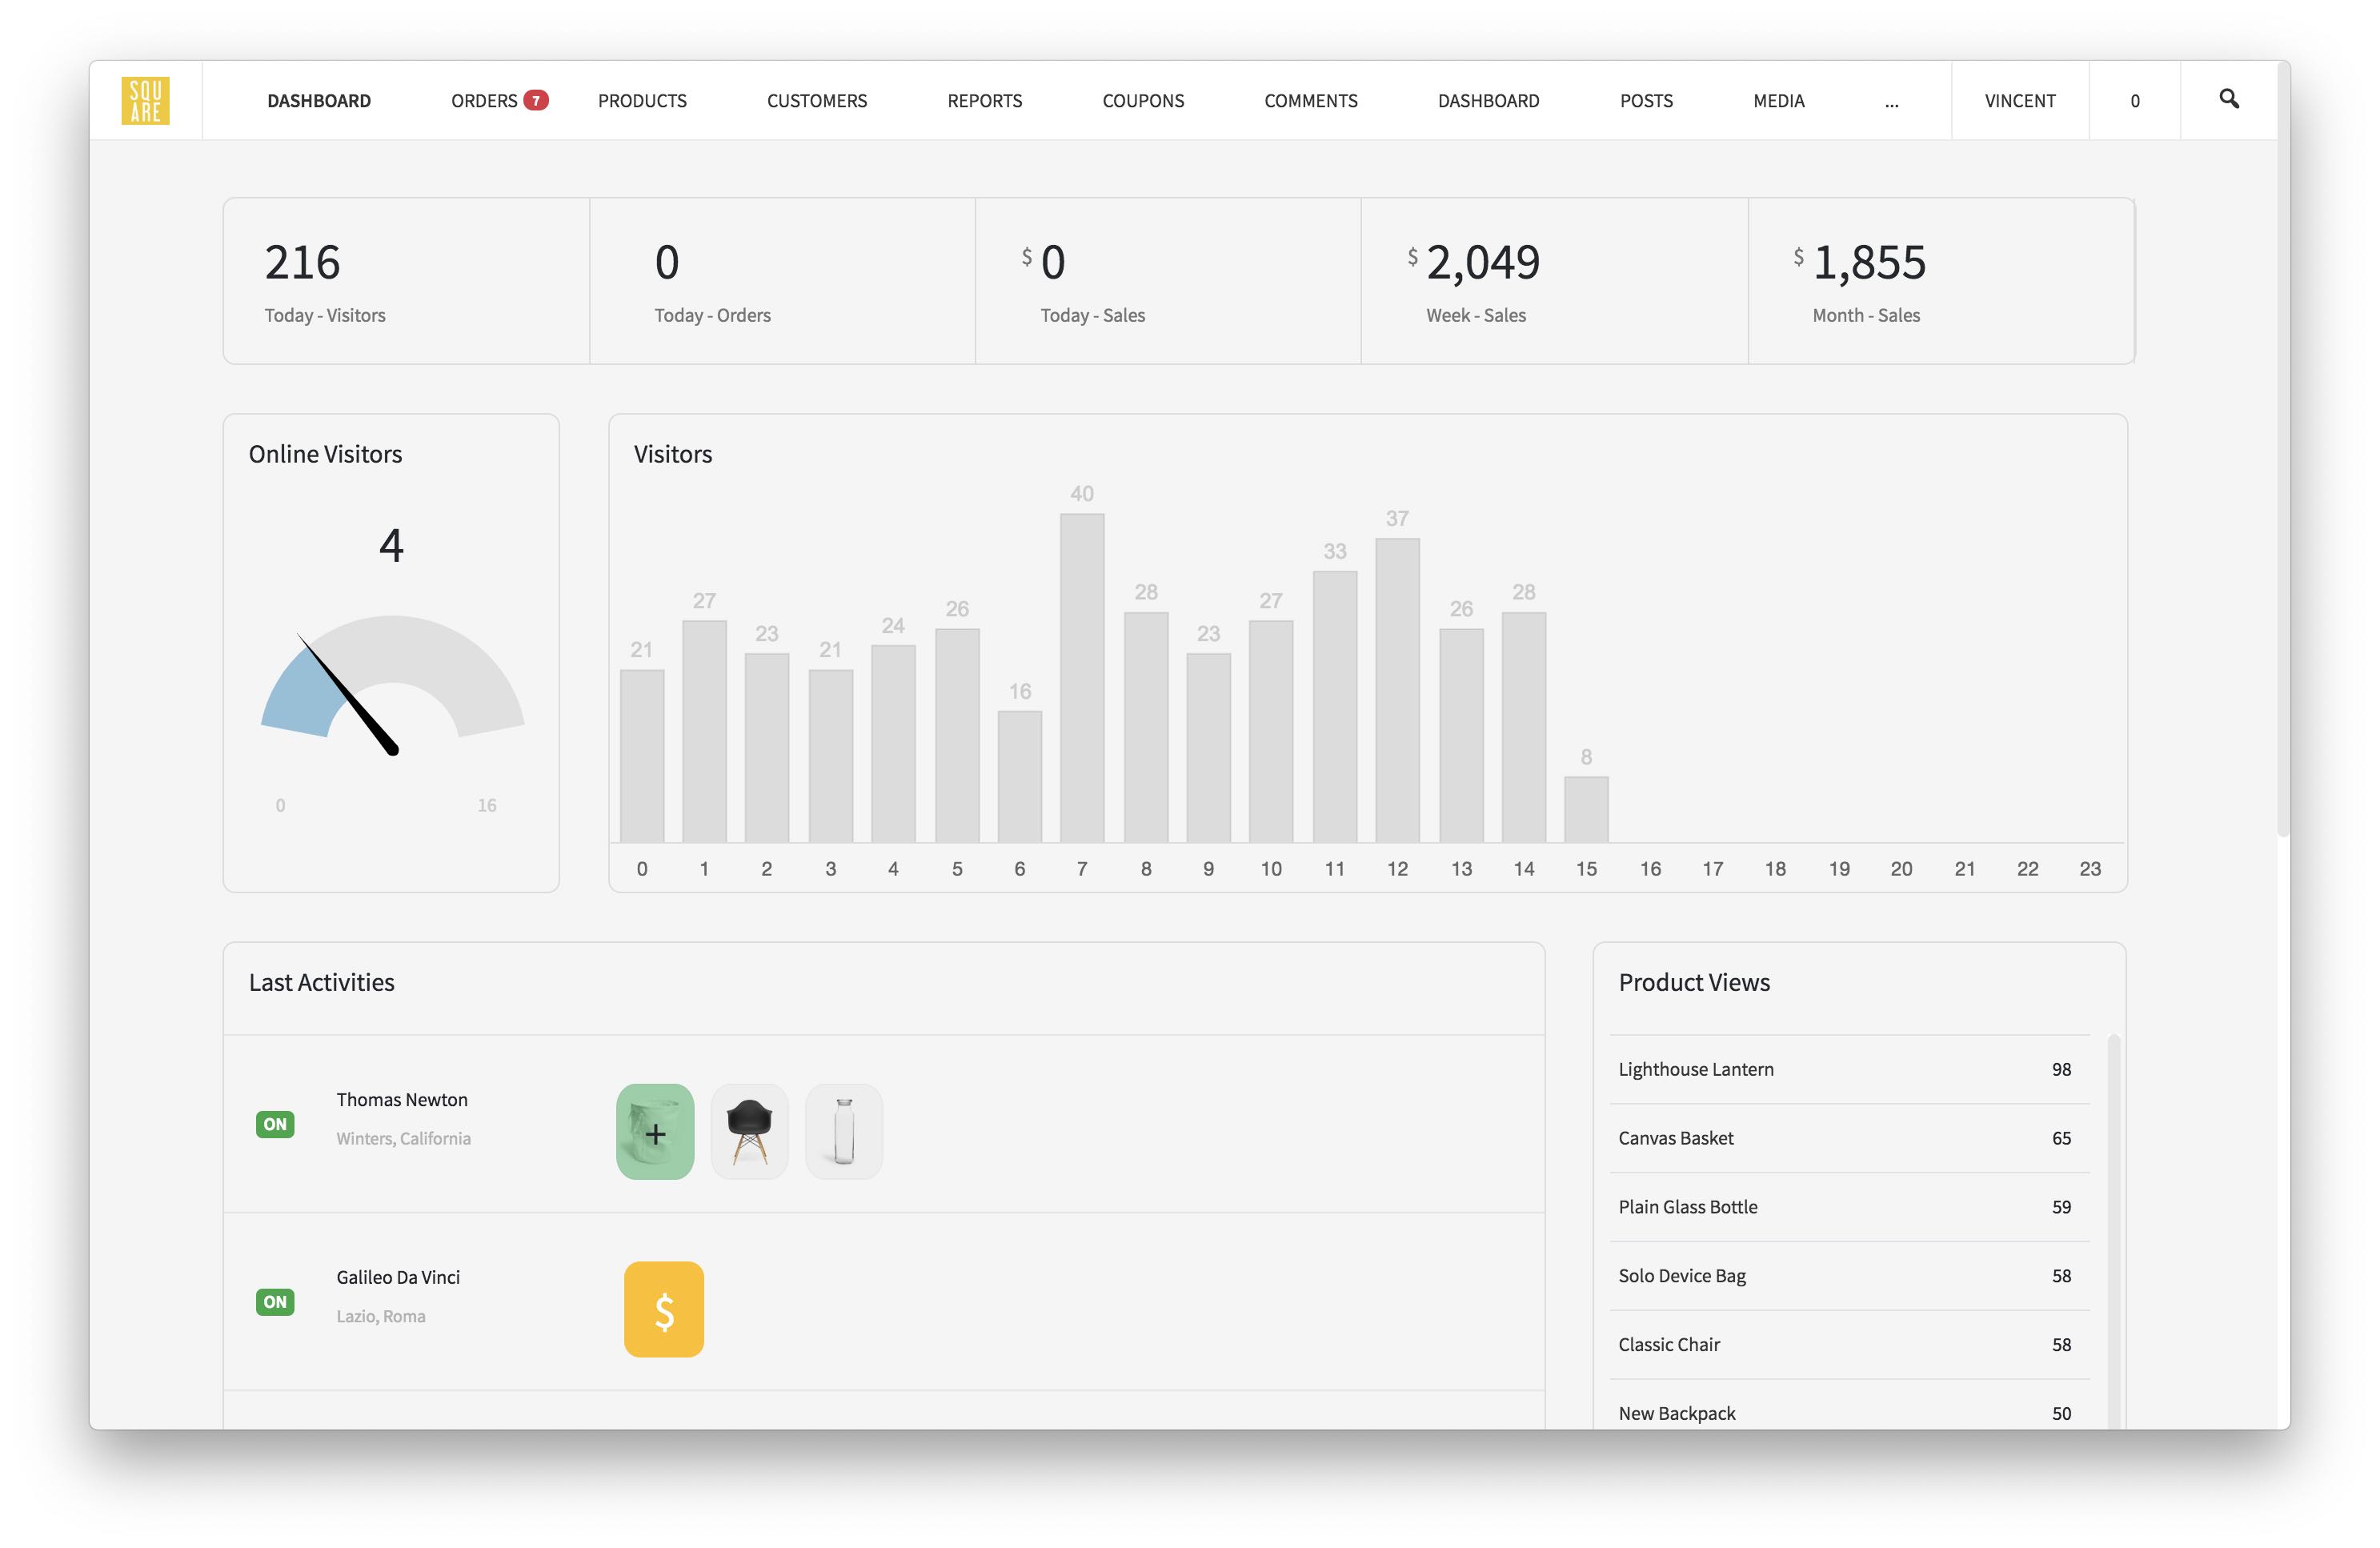 SQU
ARE
DASHBOARD
ORDERS 7
PRODUCTS
CUSTOMERS
REPORTS
COUPONS
COMMENTS
DASHBOARD
POSTS
MEDIA
...
VINCENT
0
216
Today - Visitors
0
Today - Orders
$ 0
Today - Sales
$ 2,049
Week - Sales
$ 1,855
Month - Sales
Online Visitors
4
0 16
Visitors
21 27 23 21 24 26 16 40 28 23 27 33 37 26 28 8
0 1 2 3 4 5 6 7 8 9 10 11 12 13 14 15 16 17 18 19 20 21 22 23
Last Activities
ON
Thomas Newton
Winters, California
+
ON
Galileo Da Vinci
Lazio, Roma
$
Product Views
Lighthouse Lantern 98
Canvas Basket 65
Plain Glass Bottle 59
Solo Device Bag 58
Classic Chair 58
New Backpack 50